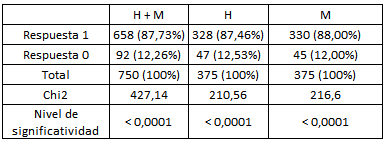 H + M H M
Respuesta 1 658 (87,73%) 328 (87,46%) 330 (88,00%)
Respuesta 0 92 (12,26%) 47 (12,53%) 45 (12,00%)
Total 750 (100%) 375 (100%) 375 (100%)
Chi2 427,14 210,56 216,6
Nivel de
significatividad < 0,0001 < 0,0001 < 0,0001